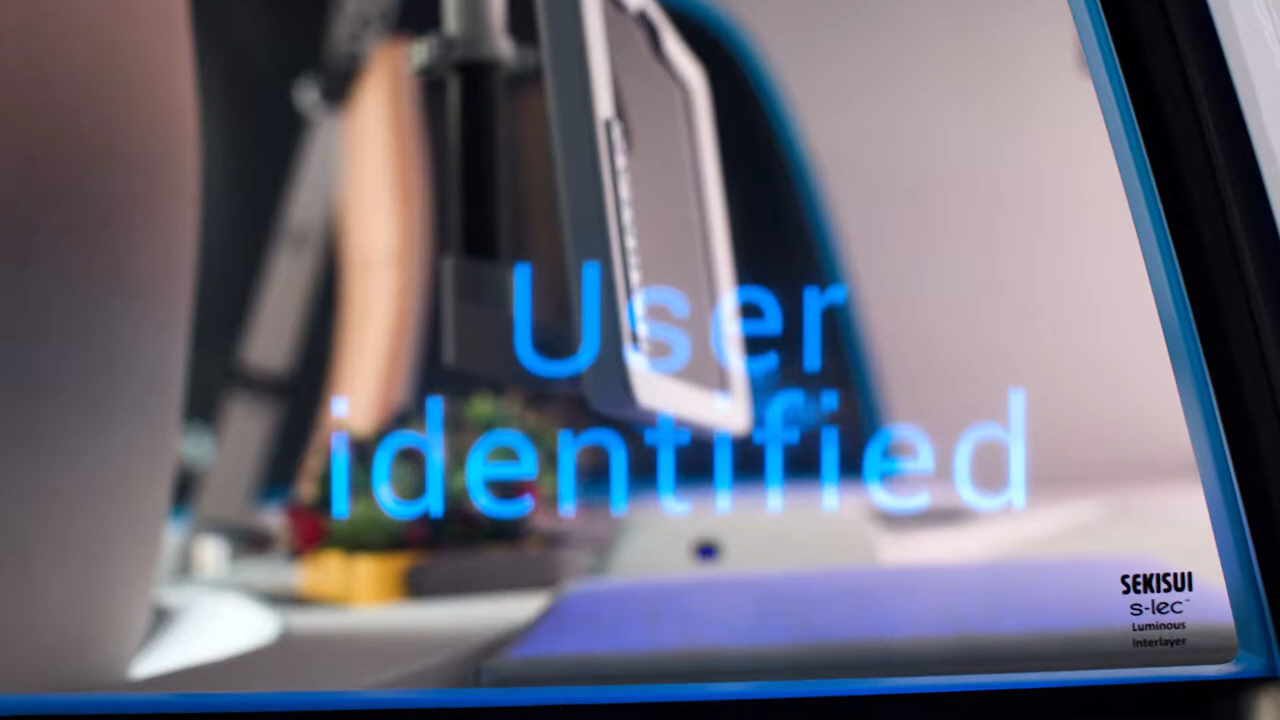 User
identified
SEKISUI
s-lec™
Luminous
Interlayer